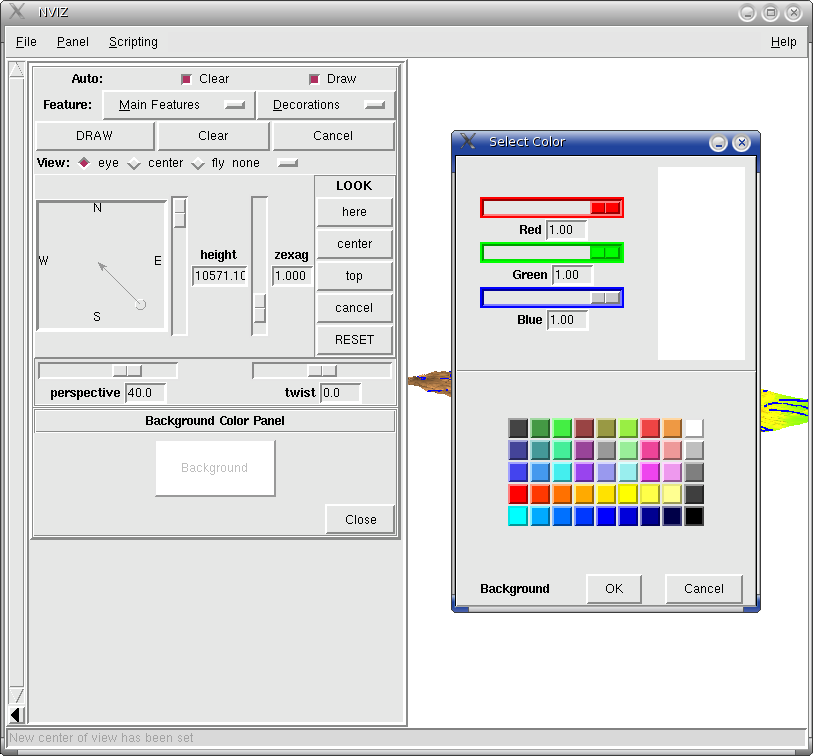 NVIZ
File Panel Scripting Help
Auto: Clear Draw
Feature: Main Features Decorations
DRAW Clear Cancel
View: eye center fly none
LOOK
N
W E
S
height
10571.10
zexag
1.000
here
center
top
cancel
RESET
perspective 40.0 twist 0.0
Background Color Panel
Background
Close
Select Color
Red 1.00
Green 1.00
Blue 1.00
Background OK Cancel
New center of view has been set